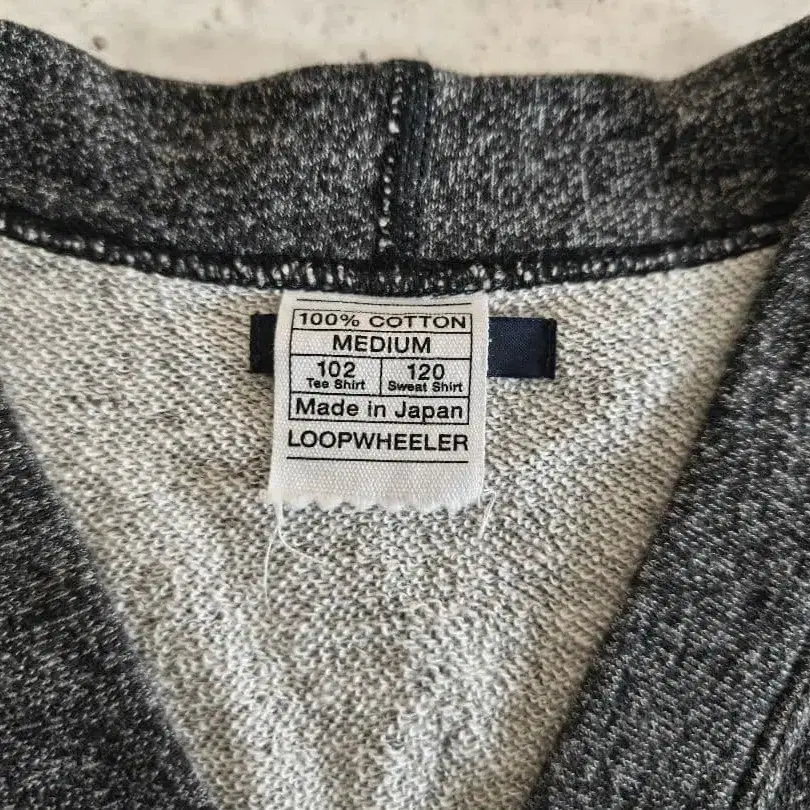 100% COTTON
MEDIUM
102 120
Tee Shirt Sweat Shirt
Made in Japan
LOOPWHEELER